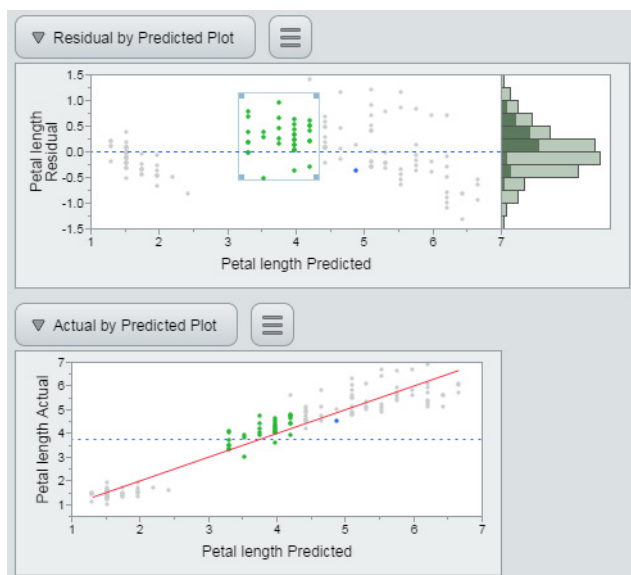 Residual by Predicted Plot
1.5
1.0
0.5
0.0
-0.5
-1.0
-1.5
Petal length
Residual
1 2 3 4 5 6 7
Petal length Predicted
Actual by Predicted Plot
7
6
5
4
3
2
1
Petal length Actual
1 2 3 4 5 6 7
Petal length Predicted